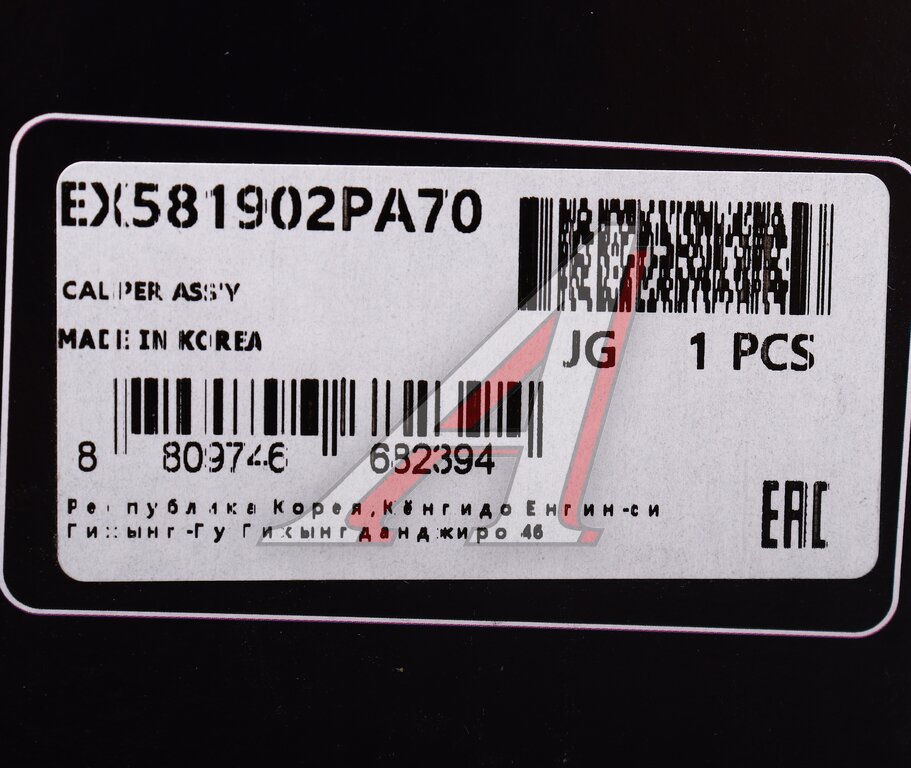 EX581902PA70
CALIPER ASS'Y
MADE IN KOREA
JG 1 PCS
8 809746 682394
Республика Корея, Кёнгидо Енгин-си
Гихынг-Гу Гихынгданджиро 46
EAC